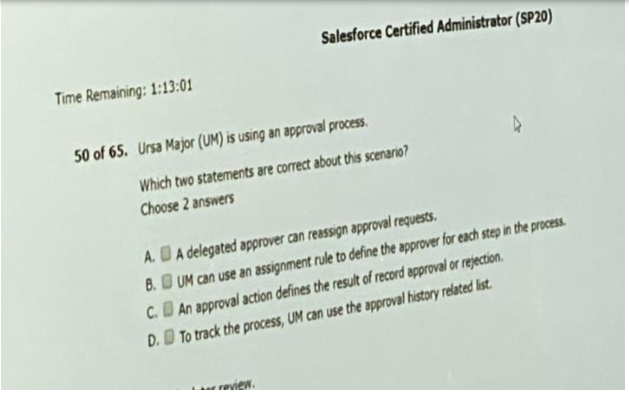 Salesforce Certified Administrator (SP20)
Time Remaining: 1:13:01
50 of 65. Ursa Major (UM) is using an approval process.
Which two statements are correct about this scenario?
Choose 2 answers
A. A delegated approver can reassign approval requests.
B. UM can use an assignment rule to define the approver for each step in the process.
C. An approval action defines the result of record approval or rejection.
D. To track the process, UM can use the approval history related list.
review.